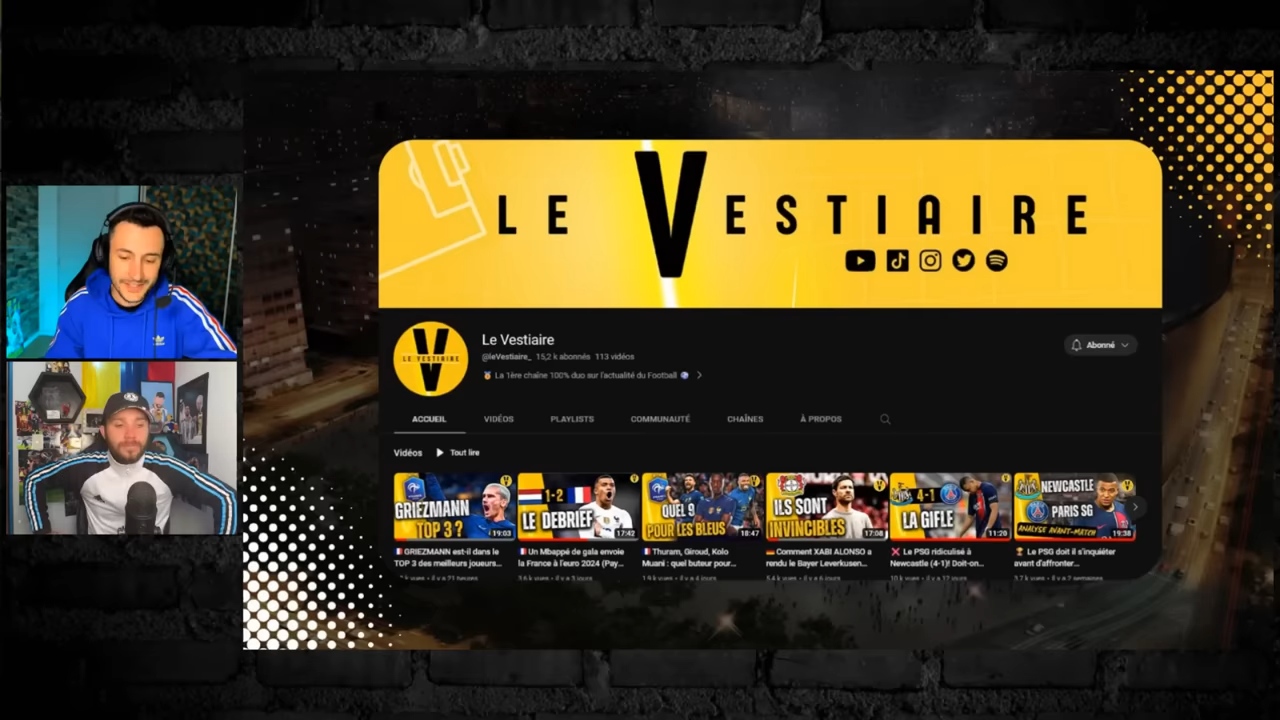 LE VESTIAIRE
LE VESTIAIRE
Le Vestiaire
@leVestiaire_ 15,2 k abonnés 113 vidéos
La 1ère chaîne 100% duo sur l'actualité du Football
Abonné
ACCUEIL VIDÉOS PLAYLISTS COMMUNAUTÉ CHAÎNES À PROPOS
Vidéos Tout lire
GRIEZMANN
TOP 3 ?
19:03
1-2
LE DEBRIEF
17:42
QUEL 9
POUR LES BLEUS
18:47
ILS SONT
INVINCIBLES
17:08
4-1
LA GIFLE
11:20
NEWCASTLE
PARIS SG
ANALYSE AVANT-MATCH
19:38
GRIEZMANN est-il dans le
TOP 3 des meilleurs joueurs...
Un Mbappé de gala envoie
la France à l'euro 2024 (Pay...
Thuram, Giroud, Kolo
Muani : quel buteur pour...
Comment XABI ALONSO a
rendu le Bayer Leverkusen...
Le PSG ridiculisé à
Newcastle (4-1)! Doit-on...
Le PSG doit il s'inquiéter
avant d'affronter...